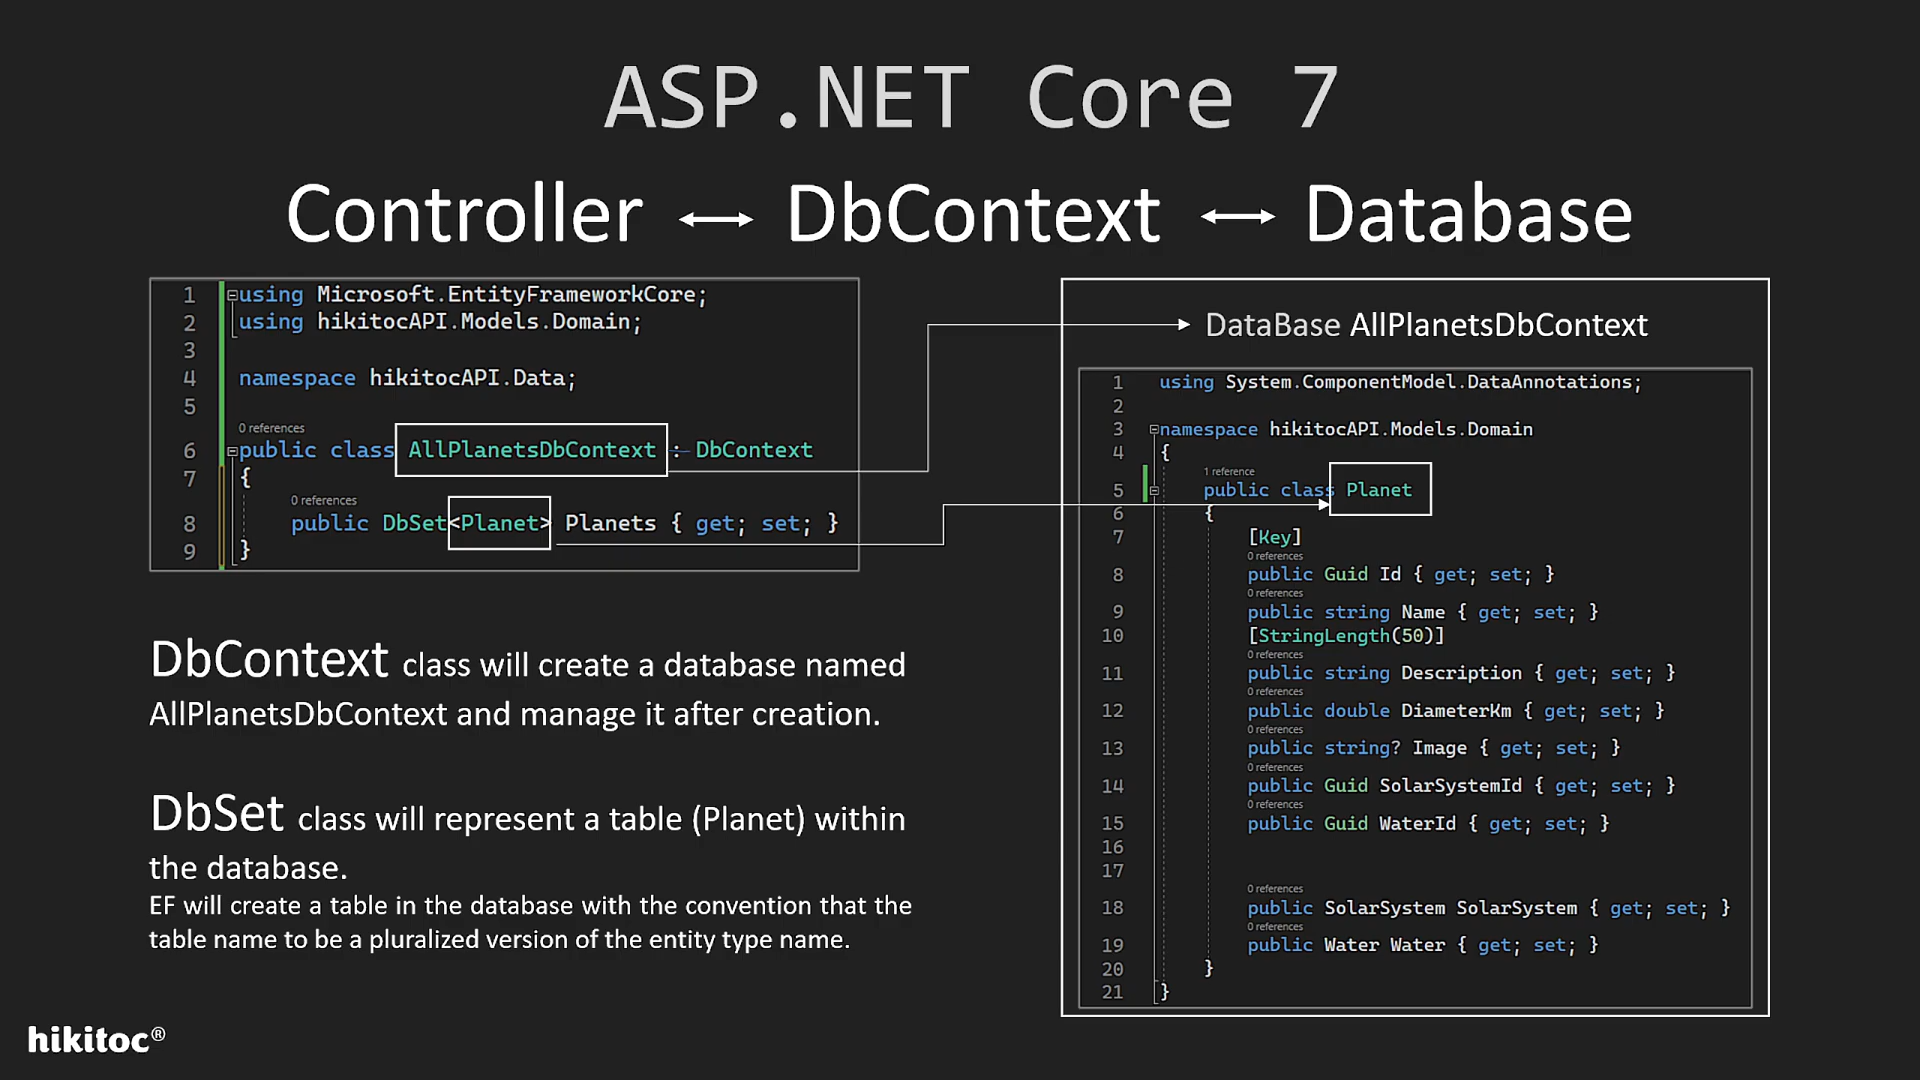 ASP.NET Core 7
Controller ↔ DbContext ↔ Database
1 using Microsoft.EntityFrameworkCore;
2 using hikitocAPI.Models.Domain;
3
4 namespace hikitocAPI.Data;
5
0 references
6 public class AllPlanetsDbContext : DbContext
7 {
0 references
8 public DbSet<Planet> Planets { get; set; }
9 }
DbContext class will create a database named
AllPlanetsDbContext and manage it after creation.
DbSet class will represent a table (Planet) within
the database.
EF will create a table in the database with the convention that the
table name to be a pluralized version of the entity type name.
DataBase AllPlanetsDbContext
1 using System.ComponentModel.DataAnnotations;
2
3 namespace hikitocAPI.Models.Domain
4 {
1 reference
5 public class Planet
6 {
7 [Key]
0 references
8 public Guid Id { get; set; }
0 references
9 public string Name { get; set; }
10 [StringLength(50)]
0 references
11 public string Description { get; set; }
0 references
12 public double DiameterKm { get; set; }
0 references
13 public string? Image { get; set; }
0 references
14 public Guid SolarSystemId { get; set; }
0 references
15 public Guid WaterId { get; set; }
16
17
0 references
18 public SolarSystem SolarSystem { get; set; }
0 references
19 public Water Water { get; set; }
20 }
21 }
hikitoc®